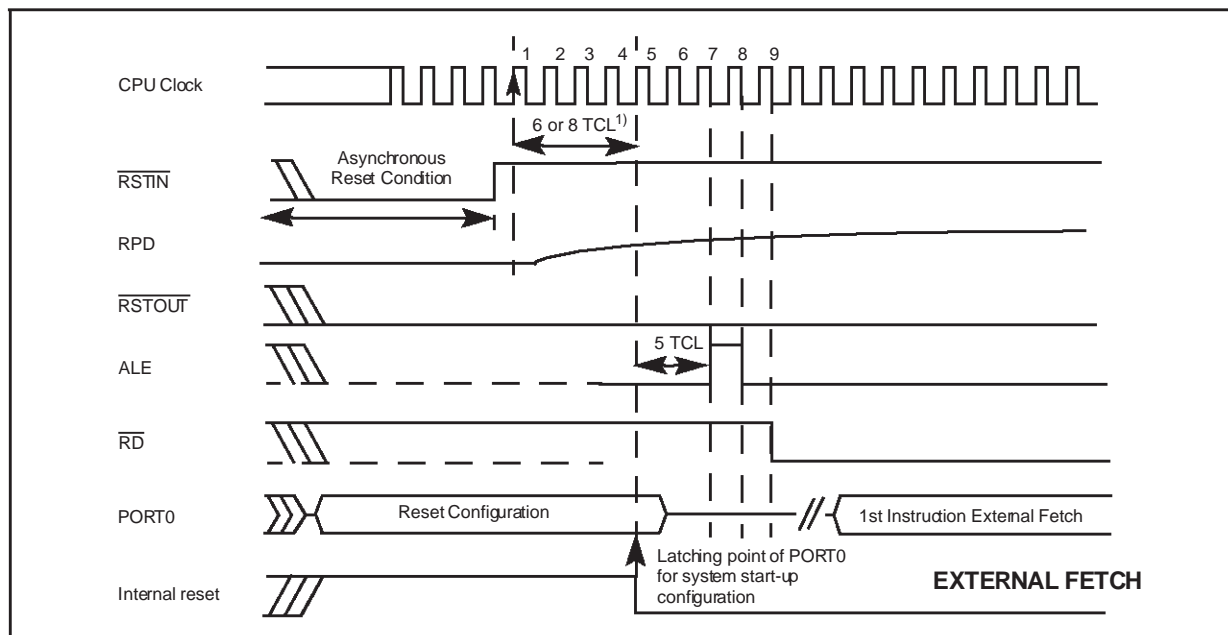 1 2 3 4 5 6 7 8 9
CPU Clock
6 or 8 TCL1)
Asynchronous
Reset Condition
RSTIN
RPD
RSTOUT
5 TCL
ALE
RD
PORT0
Reset Configuration
1st Instruction External Fetch
Latching point of PORT0
for system start-up
configuration
EXTERNAL FETCH
Internal reset